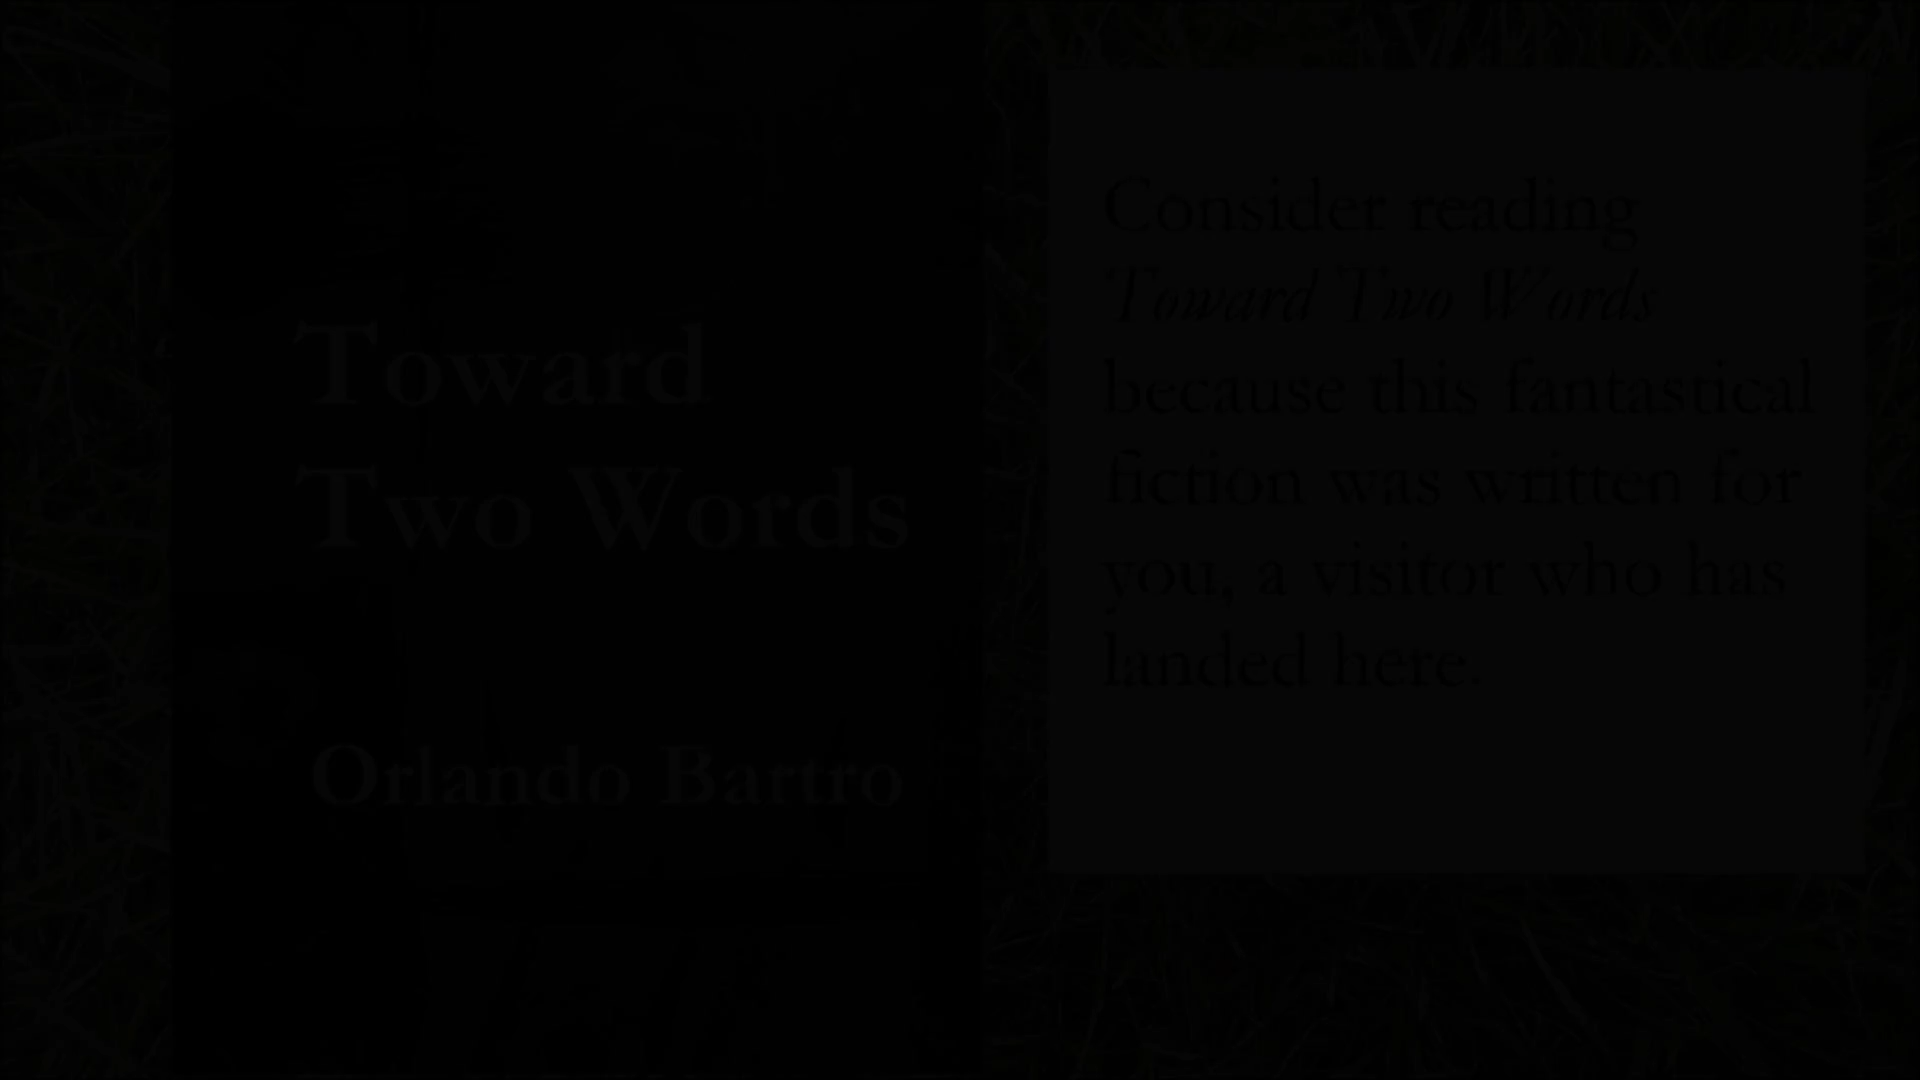 Toward
Two Words
Orlando Bartro
Consider reading
Toward Two Words
because this fantastical
fiction was written for
you, a visitor who has
landed here.